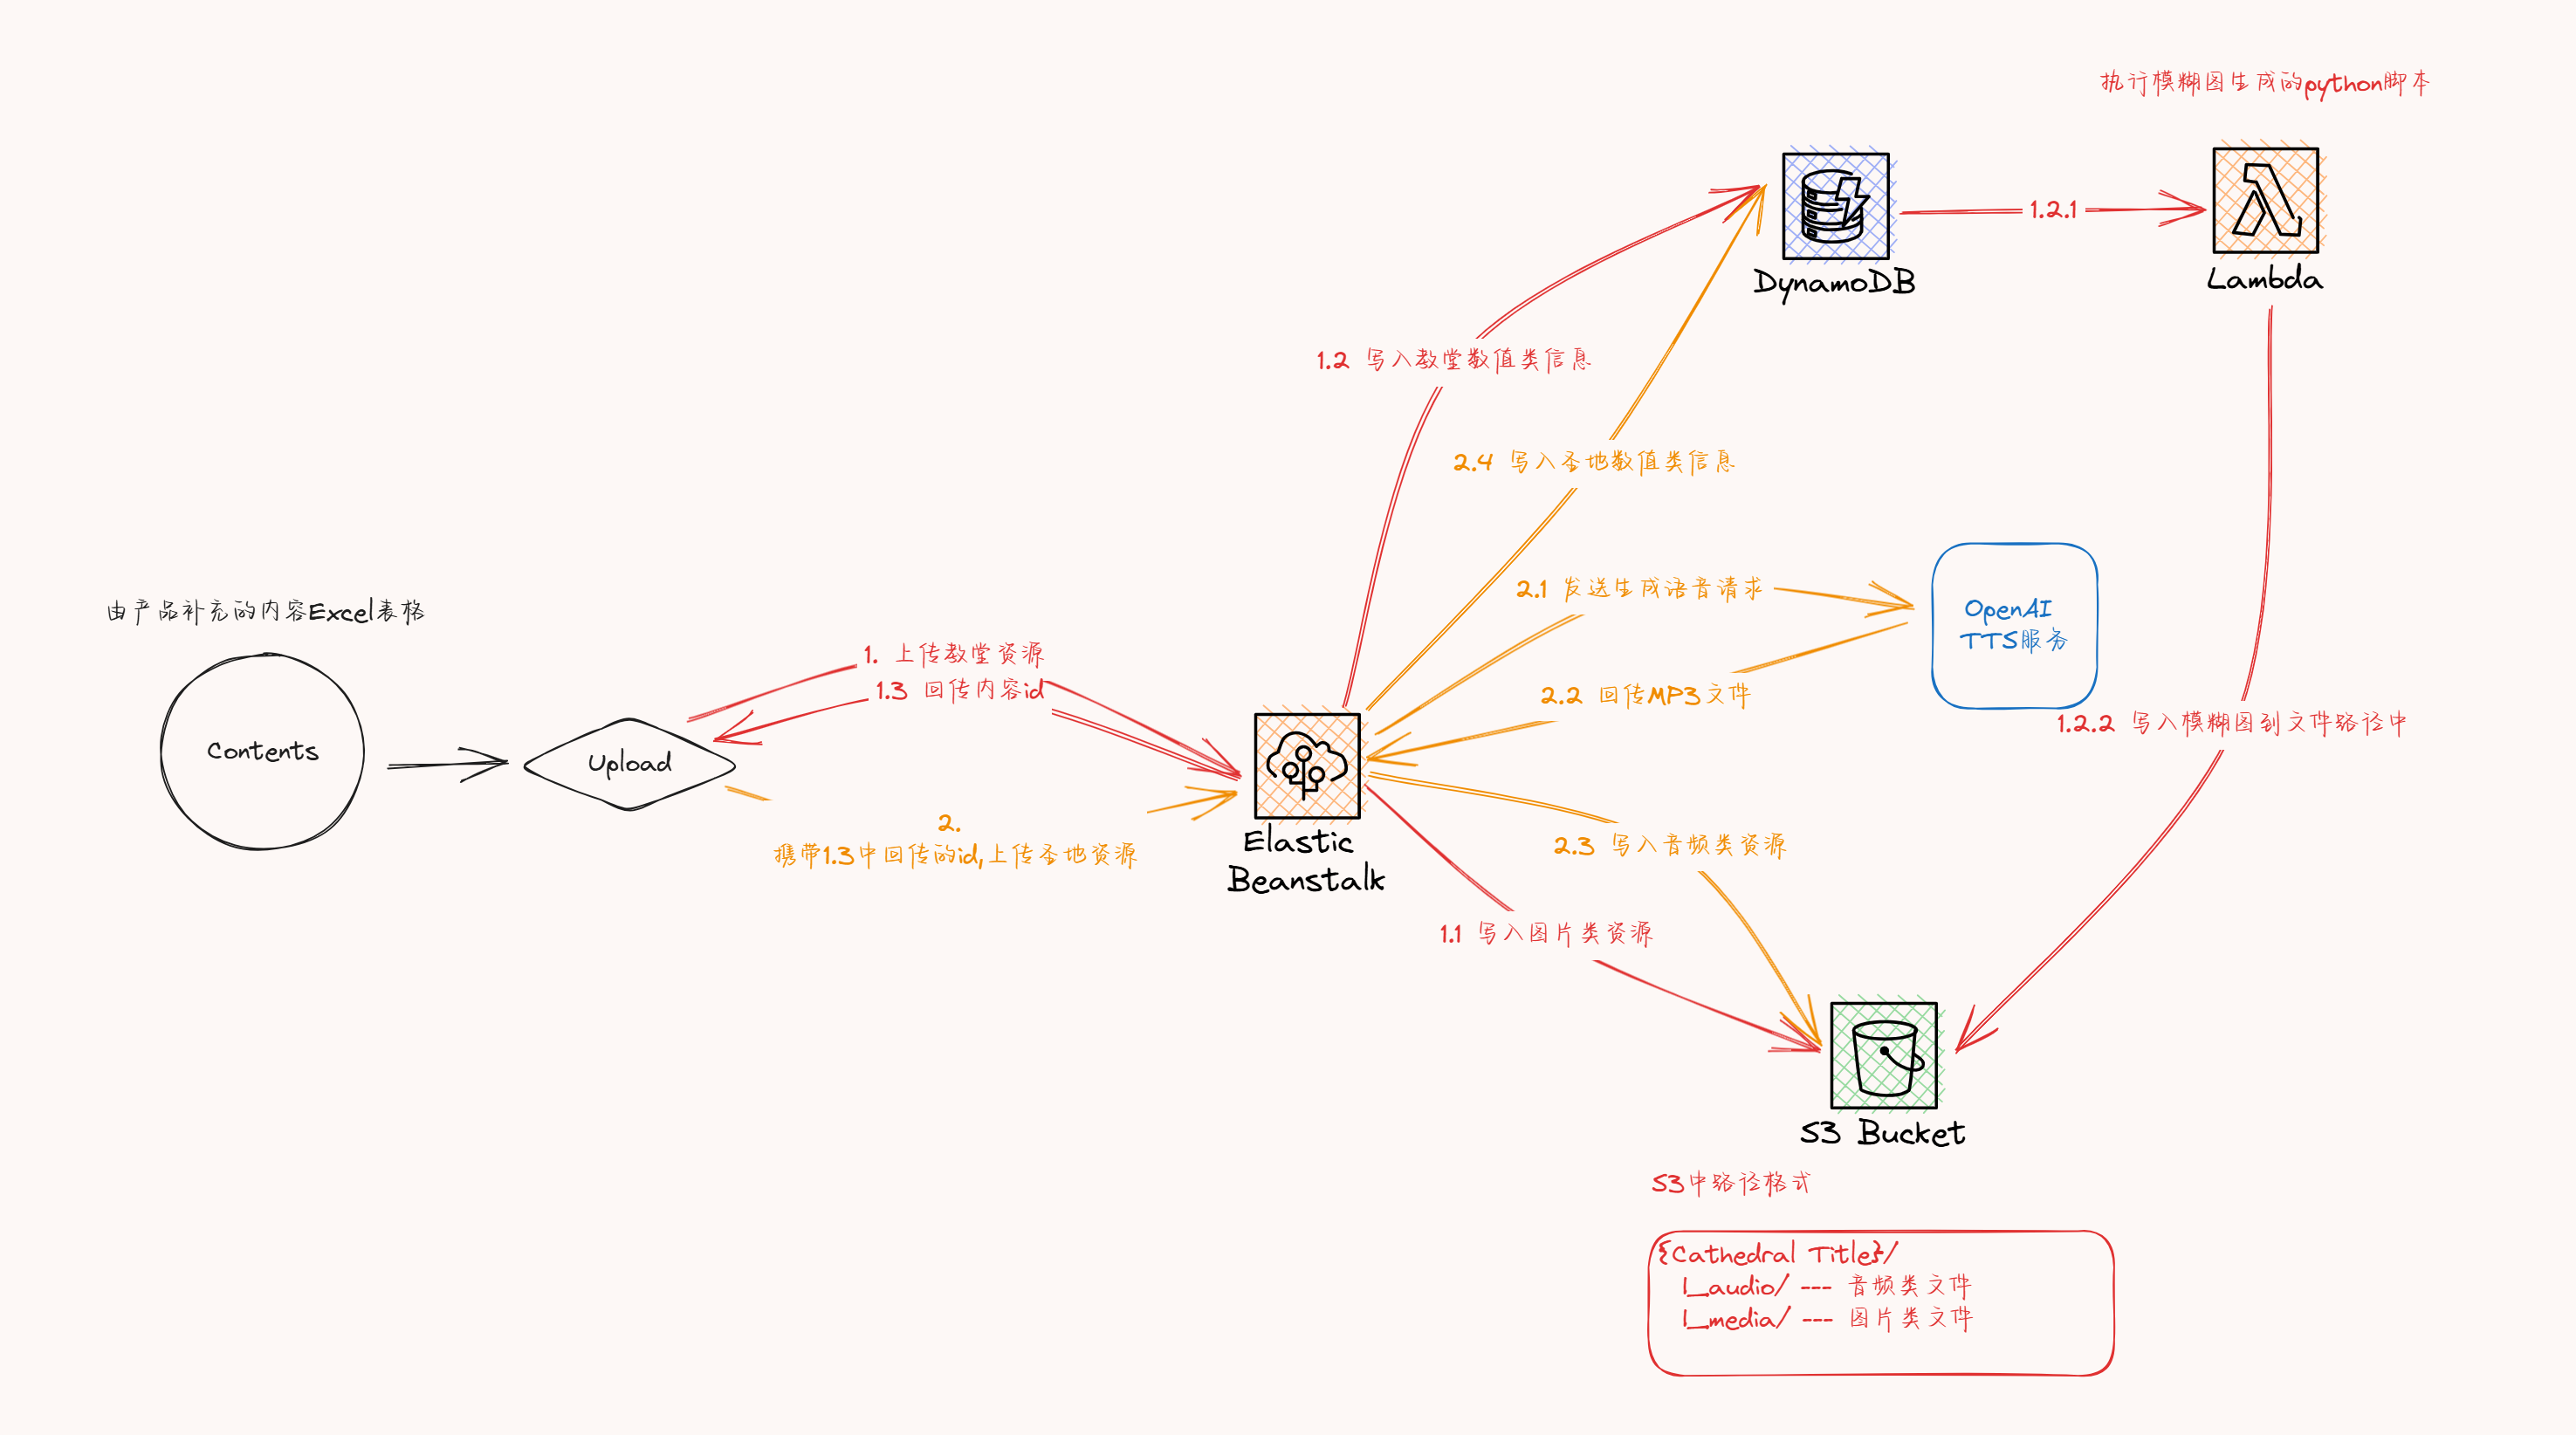 执行模糊图生成的python脚本
1.2.1
DynamoDB
Lambda
1.2 写入教堂数值类信息
2.4 写入圣地数值类信息
2.1 发送生成语音请求
OpenAI
TTS服务
由产品补充的内容Excel表格
1. 上传教堂资源
1.3 回传内容id
2.2 回传MP3文件
1.2.2 写入模糊图到文件路径中
Contents
Upload
2.
携带1.3中回传的id,上传圣地资源
Elastic
Beanstalk
2.3 写入音频类资源
1.1 写入图片类资源
S3 Bucket
S3中路径格式
{Cathedral Title}/
|_audio/ --- 音频类文件
|_media/ --- 图片类文件